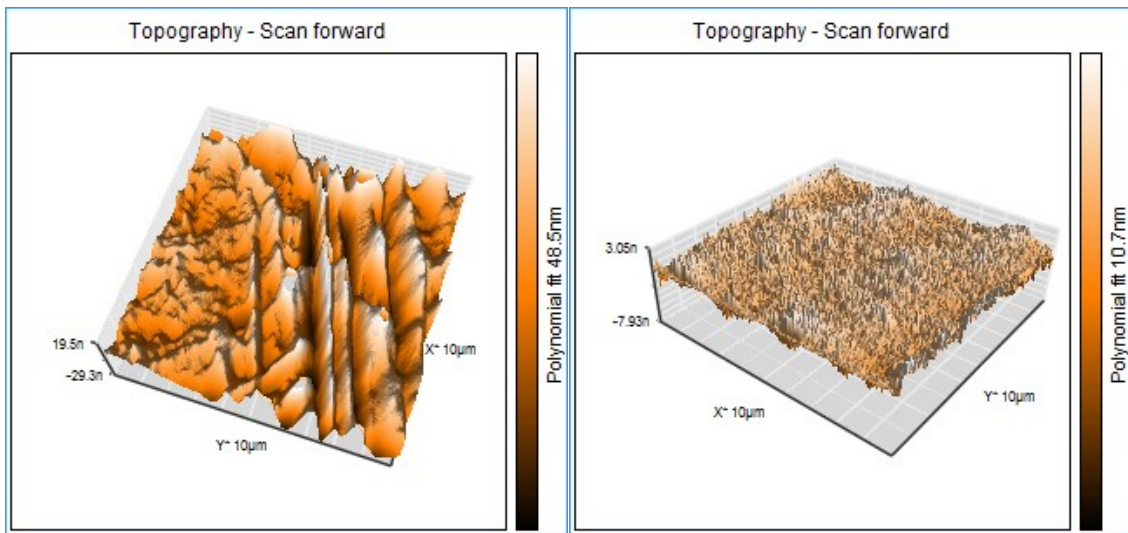 Topography - Scan forward
19.5n
-29.3n
X* 10µm
Y* 10µm
Polynomial fit 48.5nm
Topography - Scan forward
3.05n
-7.93n
X* 10µm
Y* 10µm
Polynomial fit 10.7nm